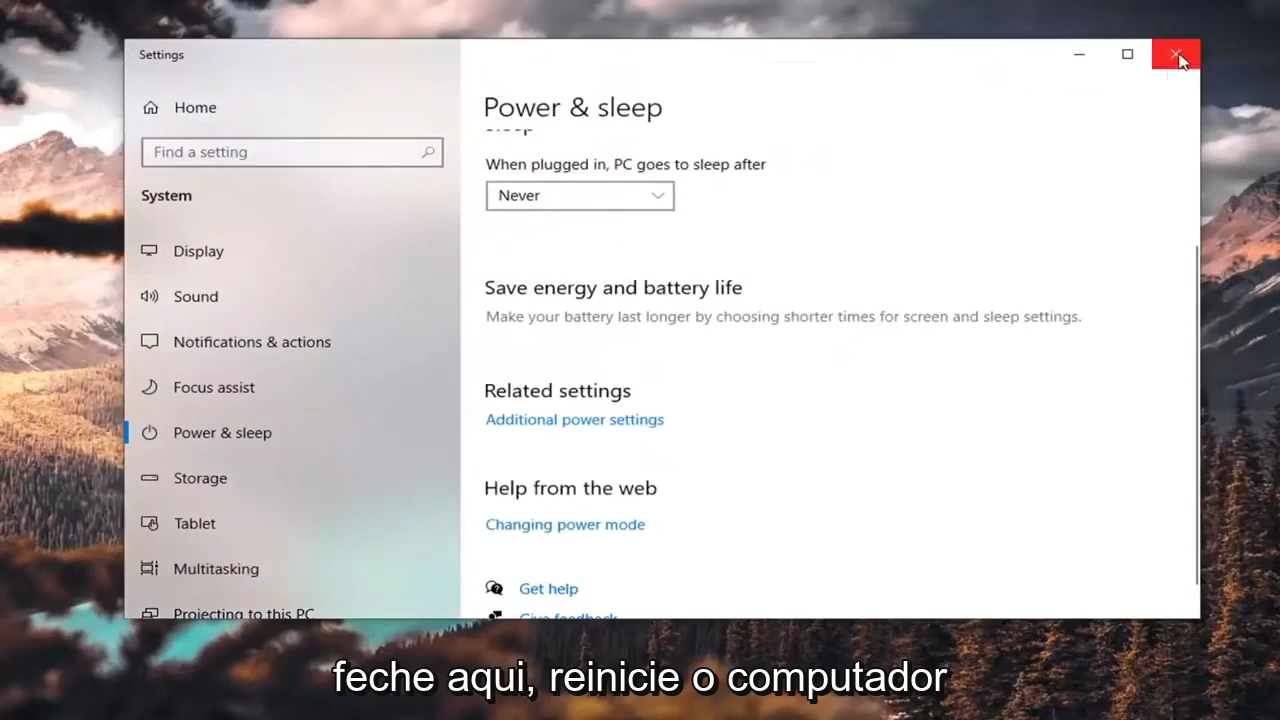 Settings
Home
Find a setting
System
Display
Sound
Notifications & actions
Focus assist
Power & sleep
Storage
Tablet
Multitasking
Projecting to this PC
Power & sleep
Sleep
When plugged in, PC goes to sleep after
Never
Save energy and battery life
Make your battery last longer by choosing shorter times for screen and sleep settings.
Related settings
Additional power settings
Help from the web
Changing power mode
Get help
Give feedback
feche aqui, reinicie o computador